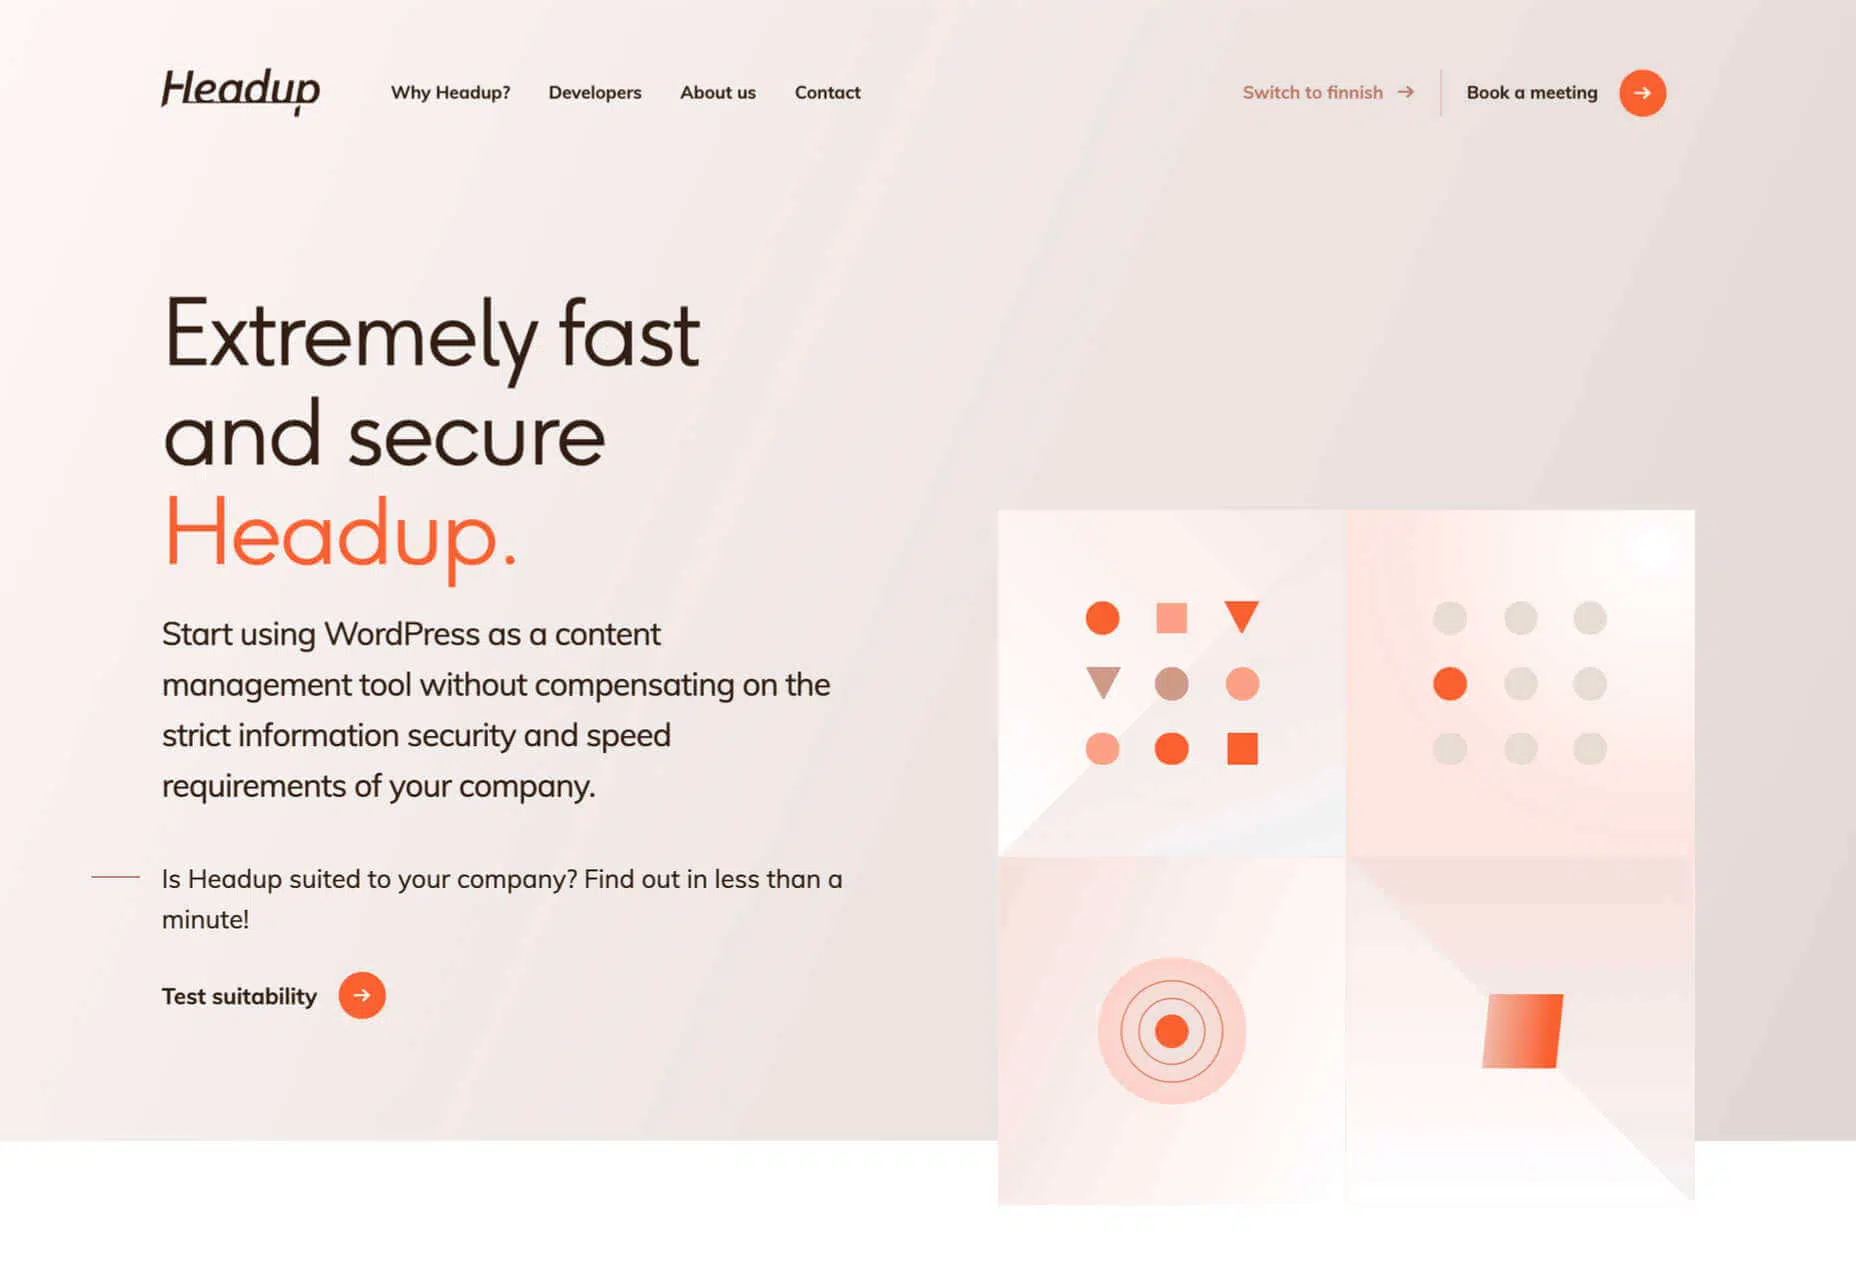 Headup
Why Headup?
Developers
About us
Contact
Switch to finnish
Book a meeting
Extremely fast
and secure
Headup.
Start using WordPress as a content
management tool without compensating on the
strict information security and speed
requirements of your company.
Is Headup suited to your company? Find out in less than a
minute!
Test suitability